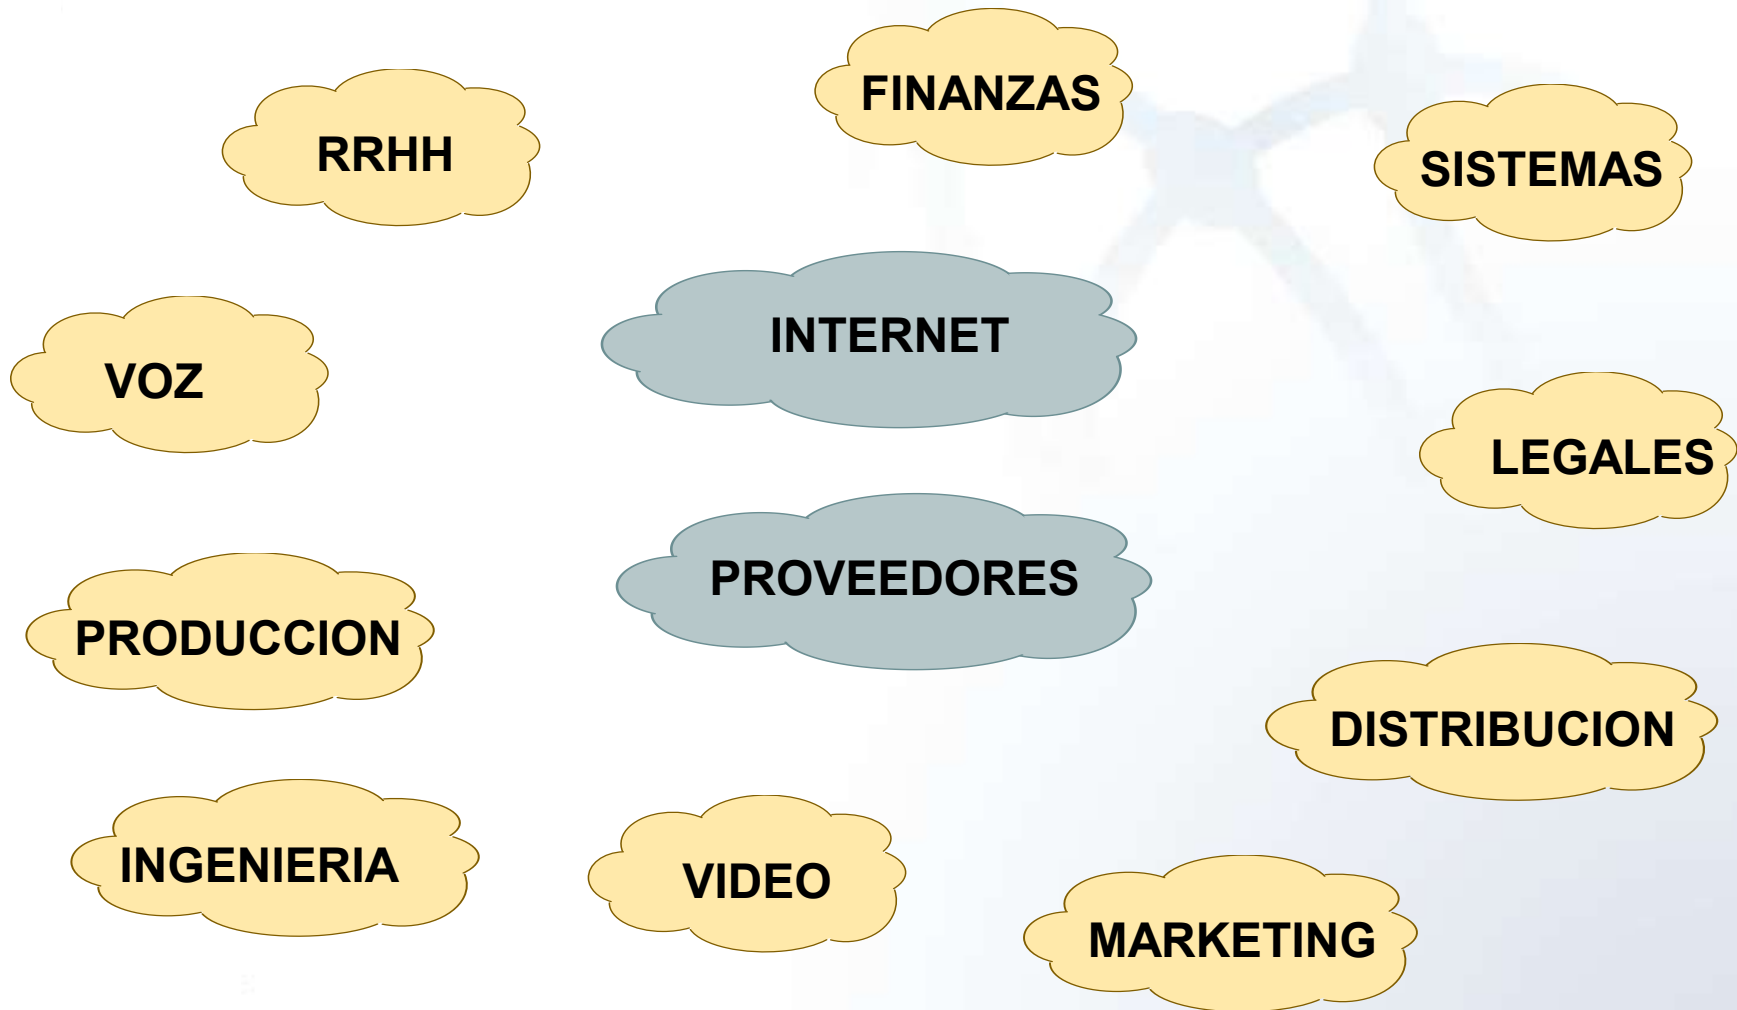 FINANZAS
RRHH
SISTEMAS
INTERNET
VOZ
LEGALES
PROVEEDORES
PRODUCCION
DISTRIBUCION
INGENIERIA
VIDEO
MARKETING